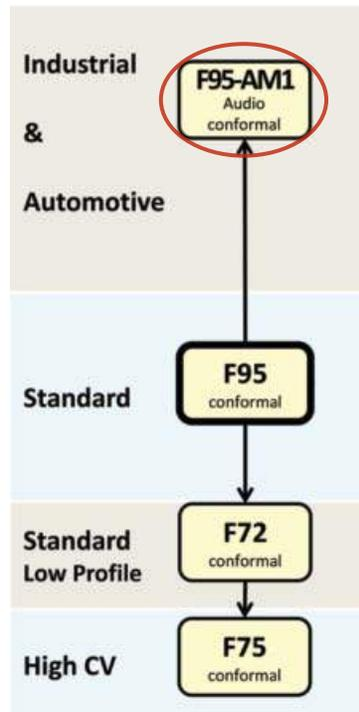 Industrial
&
Automotive
F95-AM1
Audio
conformal
Standard
F95
conformal
Standard
Low Profile
F72
conformal
High CV
F75
conformal